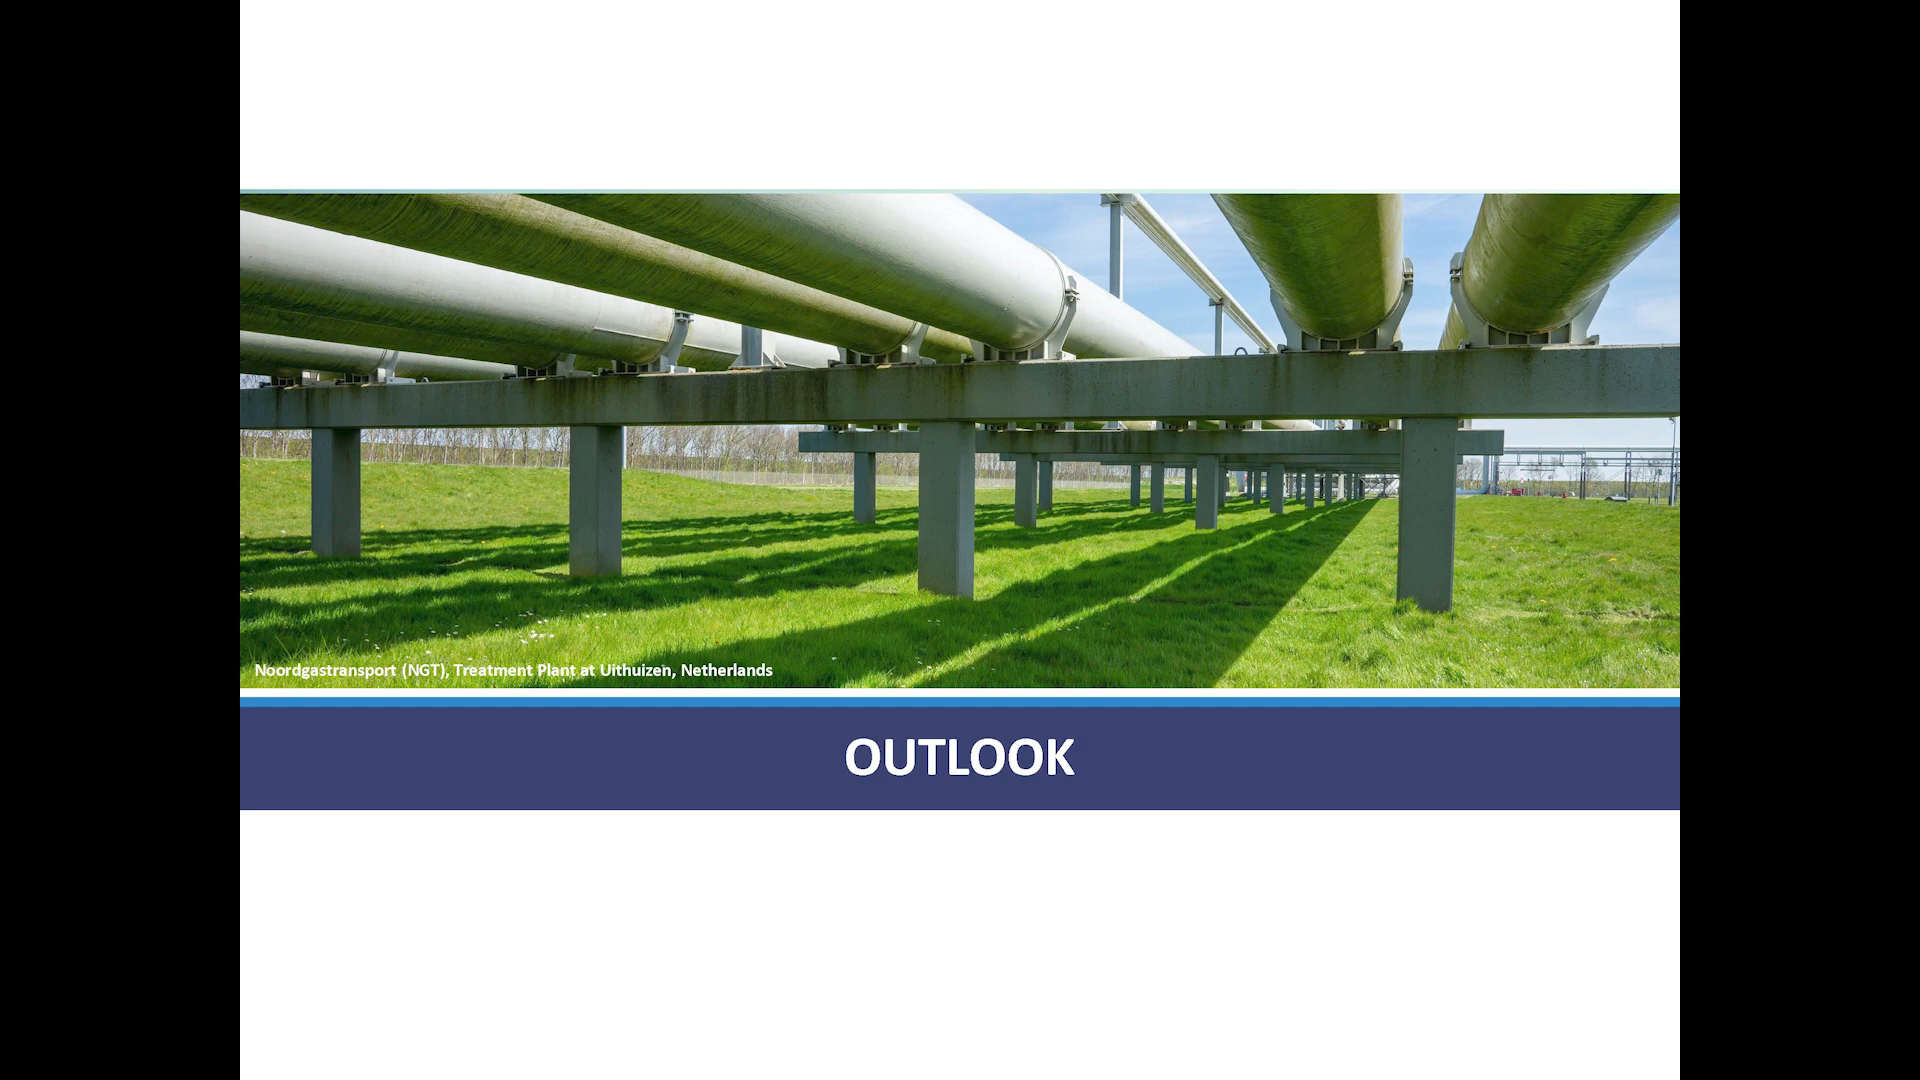 Noordgastransport (NGT), Treatment Plant at Uithuizen, Netherlands
OUTLOOK